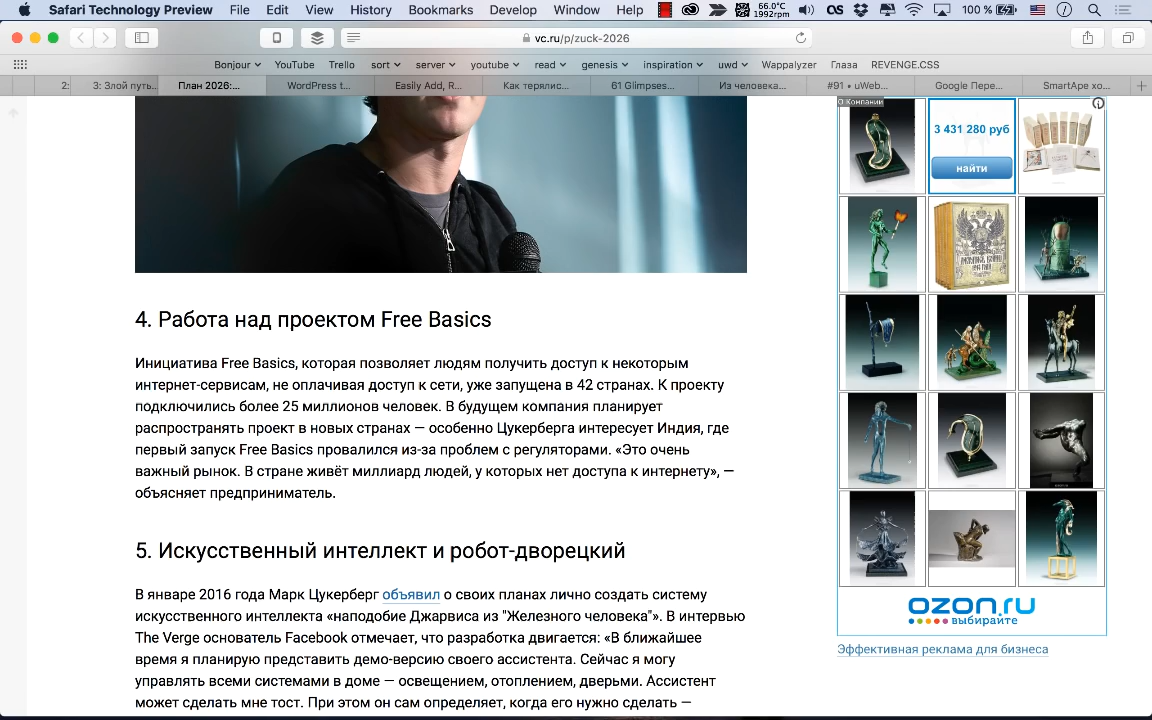 Safari Technology Preview File Edit View History Bookmarks Develop Window Help
66.0°C
1992rpm
100 %
vc.ru/p/zuck-2026
Bonjour YouTube Trello sort server youtube read genesis inspiration uwd Wappalyzer Глаза REVENGE.CSS
2: 3: Злой путь... План 2026:... WordPress t... Easily Add, R... Как терялис... 61 Glimpses... Из человека... #91 • uWeb... Google Пере... SmartApe хо...
О Компании
3 431 280 руб
найти
4. Работа над проектом Free Basics
Инициатива Free Basics, которая позволяет людям получить доступ к некоторым
интернет-сервисам, не оплачивая доступ к сети, уже запущена в 42 странах. К проекту
подключились более 25 миллионов человек. В будущем компания планирует
распространять проект в новых странах — особенно Цукерберга интересует Индия, где
первый запуск Free Basics провалился из-за проблем с регуляторами. «Это очень
важный рынок. В стране живёт миллиард людей, у которых нет доступа к интернету», —
объясняет предприниматель.
5. Искусственный интеллект и робот-дворецкий
В январе 2016 года Марк Цукерберг объявил о своих планах лично создать систему
искусственного интеллекта «наподобие Джарвиса из "Железного человека"». В интервью
The Verge основатель Facebook отмечает, что разработка двигается: «В ближайшее
время я планирую представить демо-версию своего ассистента. Сейчас я могу
управлять всеми системами в доме — освещением, отоплением, дверьми. Ассистент
может сделать мне тост. При этом он сам определяет, когда его нужно сделать —
ozon.ru
выбирайте
Эффективная реклама для бизнеса